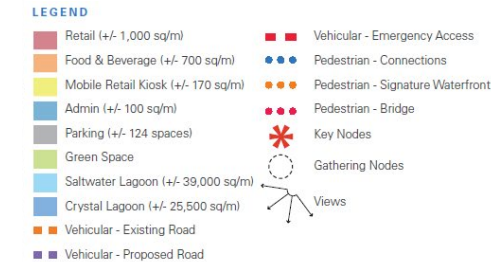 LEGEND
Retail (+/- 1,000 sq/m)
Food & Beverage (+/- 700 sq/m)
Mobile Retail Kiosk (+/- 170 sq/m)
Admin (+/- 100 sq/m)
Parking (+/- 124 spaces)
Green Space
Saltwater Lagoon (+/- 39,000 sq/m)
Crystal Lagoon (+/- 25,500 sq/m)
Vehicular - Existing Road
Vehicular - Proposed Road
Vehicular - Emergency Access
Pedestrian - Connections
Pedestrian - Signature Waterfront
Pedestrian - Bridge
Key Nodes
Gathering Nodes
Views